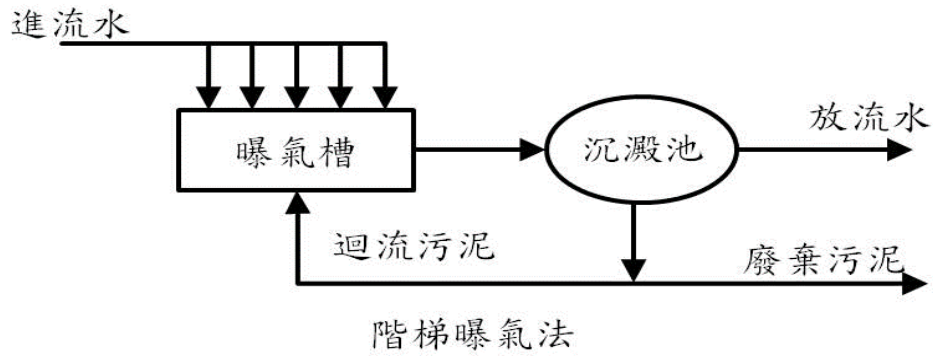 進流水
曝氣槽
沉澱池
放流水
迴流污泥
廢棄污泥
階梯曝氣法